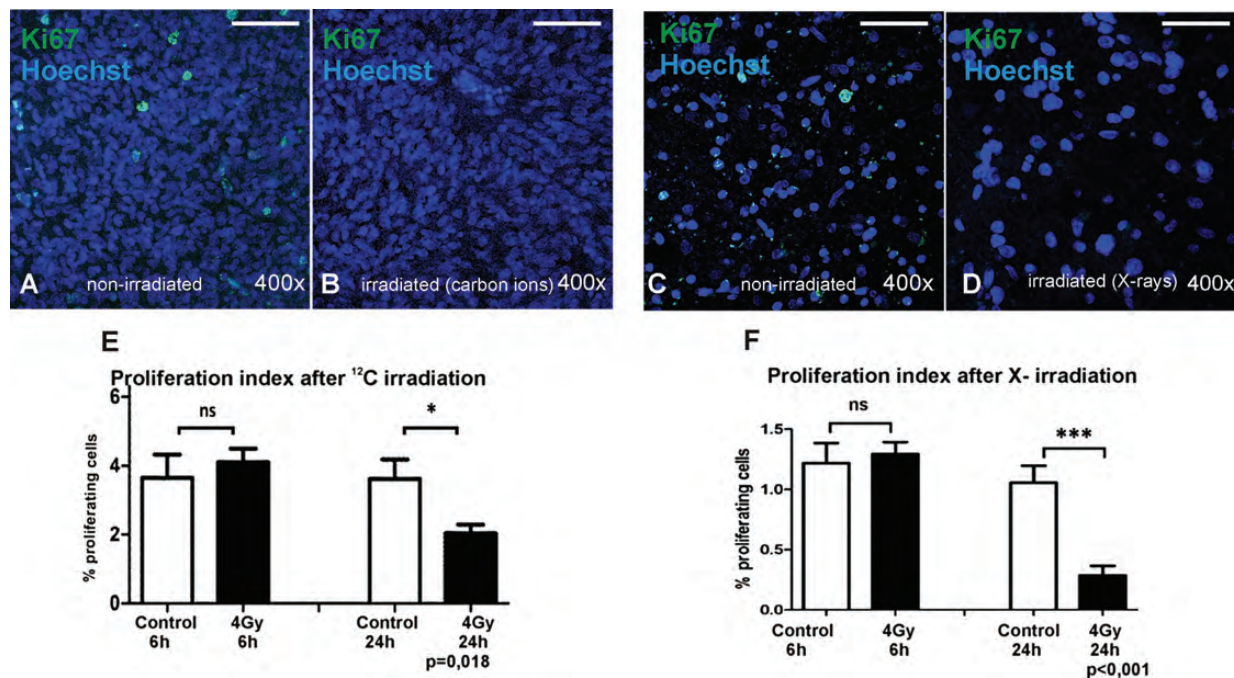 Ki67
Hoechst
A
non-irradiated
400x
Ki67
Hoechst
B
irradiated (carbon ions)
400x
Ki67
Hoechst
C
non-irradiated
400x
Ki67
Hoechst
D
irradiated (X-rays)
400x
E
Proliferation index after ¹²C irradiation
% proliferating cells
6
4
2
0
ns
*
Control
6h
4Gy
6h
Control
24h
4Gy
24h
p=0,018
F
Proliferation index after X- irradiation
% proliferating cells
1.5
1.0
0.5
0.0
ns
***
Control
6h
4Gy
6h
Control
24h
4Gy
24h
p<0,001